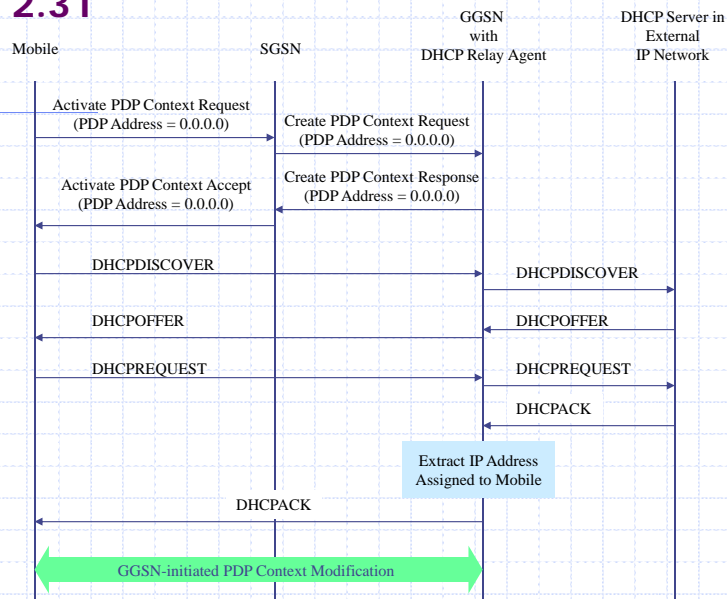 2.31
Mobile
SGSN
GGSN
with
DHCP Relay Agent
DHCP Server in
External
IP Network
Activate PDP Context Request
(PDP Address = 0.0.0.0)
Create PDP Context Request
(PDP Address = 0.0.0.0)
Create PDP Context Response
(PDP Address = 0.0.0.0)
Activate PDP Context Accept
(PDP Address = 0.0.0.0)
DHCPDISCOVER
DHCPDISCOVER
DHCPOFFER
DHCPOFFER
DHCPREQUEST
DHCPREQUEST
DHCPACK
Extract IP Address
Assigned to Mobile
DHCPACK
GGSN-initiated PDP Context Modification